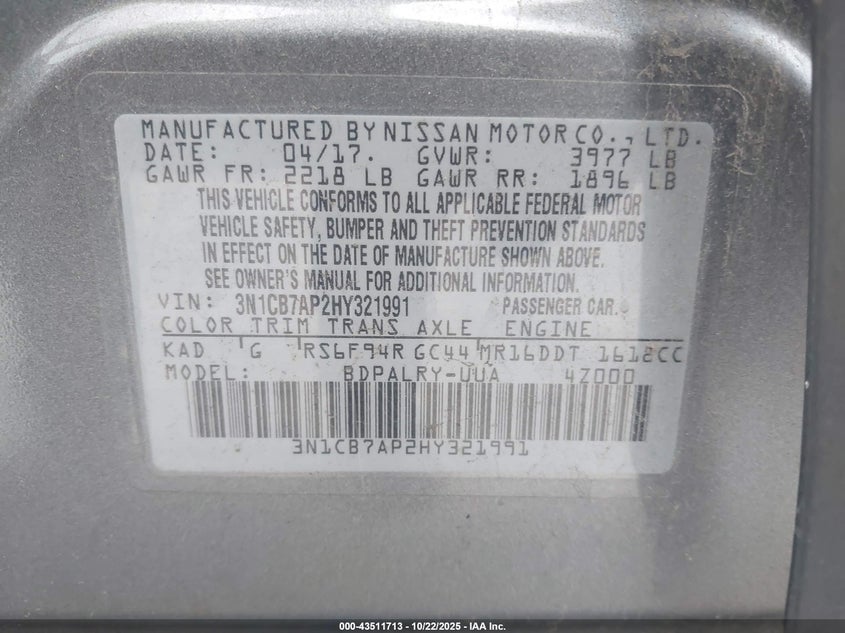 MANUFACTURED BY NISSAN MOTOR CO., LTD.
DATE: 04/17. GVWR: 3977 LB
GAWR FR: 2218 LB GAWR RR: 1896 LB
THIS VEHICLE CONFORMS TO ALL APPLICABLE FEDERAL MOTOR
VEHICLE SAFETY, BUMPER AND THEFT PREVENTION STANDARDS
IN EFFECT ON THE DATE OF MANUFACTURE SHOWN ABOVE.
SEE OWNER'S MANUAL FOR ADDITIONAL INFORMATION.
VIN: 3N1CB7AP2HY321991 PASSENGER CAR.
COLOR TRIM TRANS AXLE ENGINE
KAD G RS6F94R GC44 MR16DDT 1618CC
MODEL: BDPALRY-UUA 4Z000
3N1CB7AP2HY321991
000-43511713 - 10/22/2025 - IAA Inc.